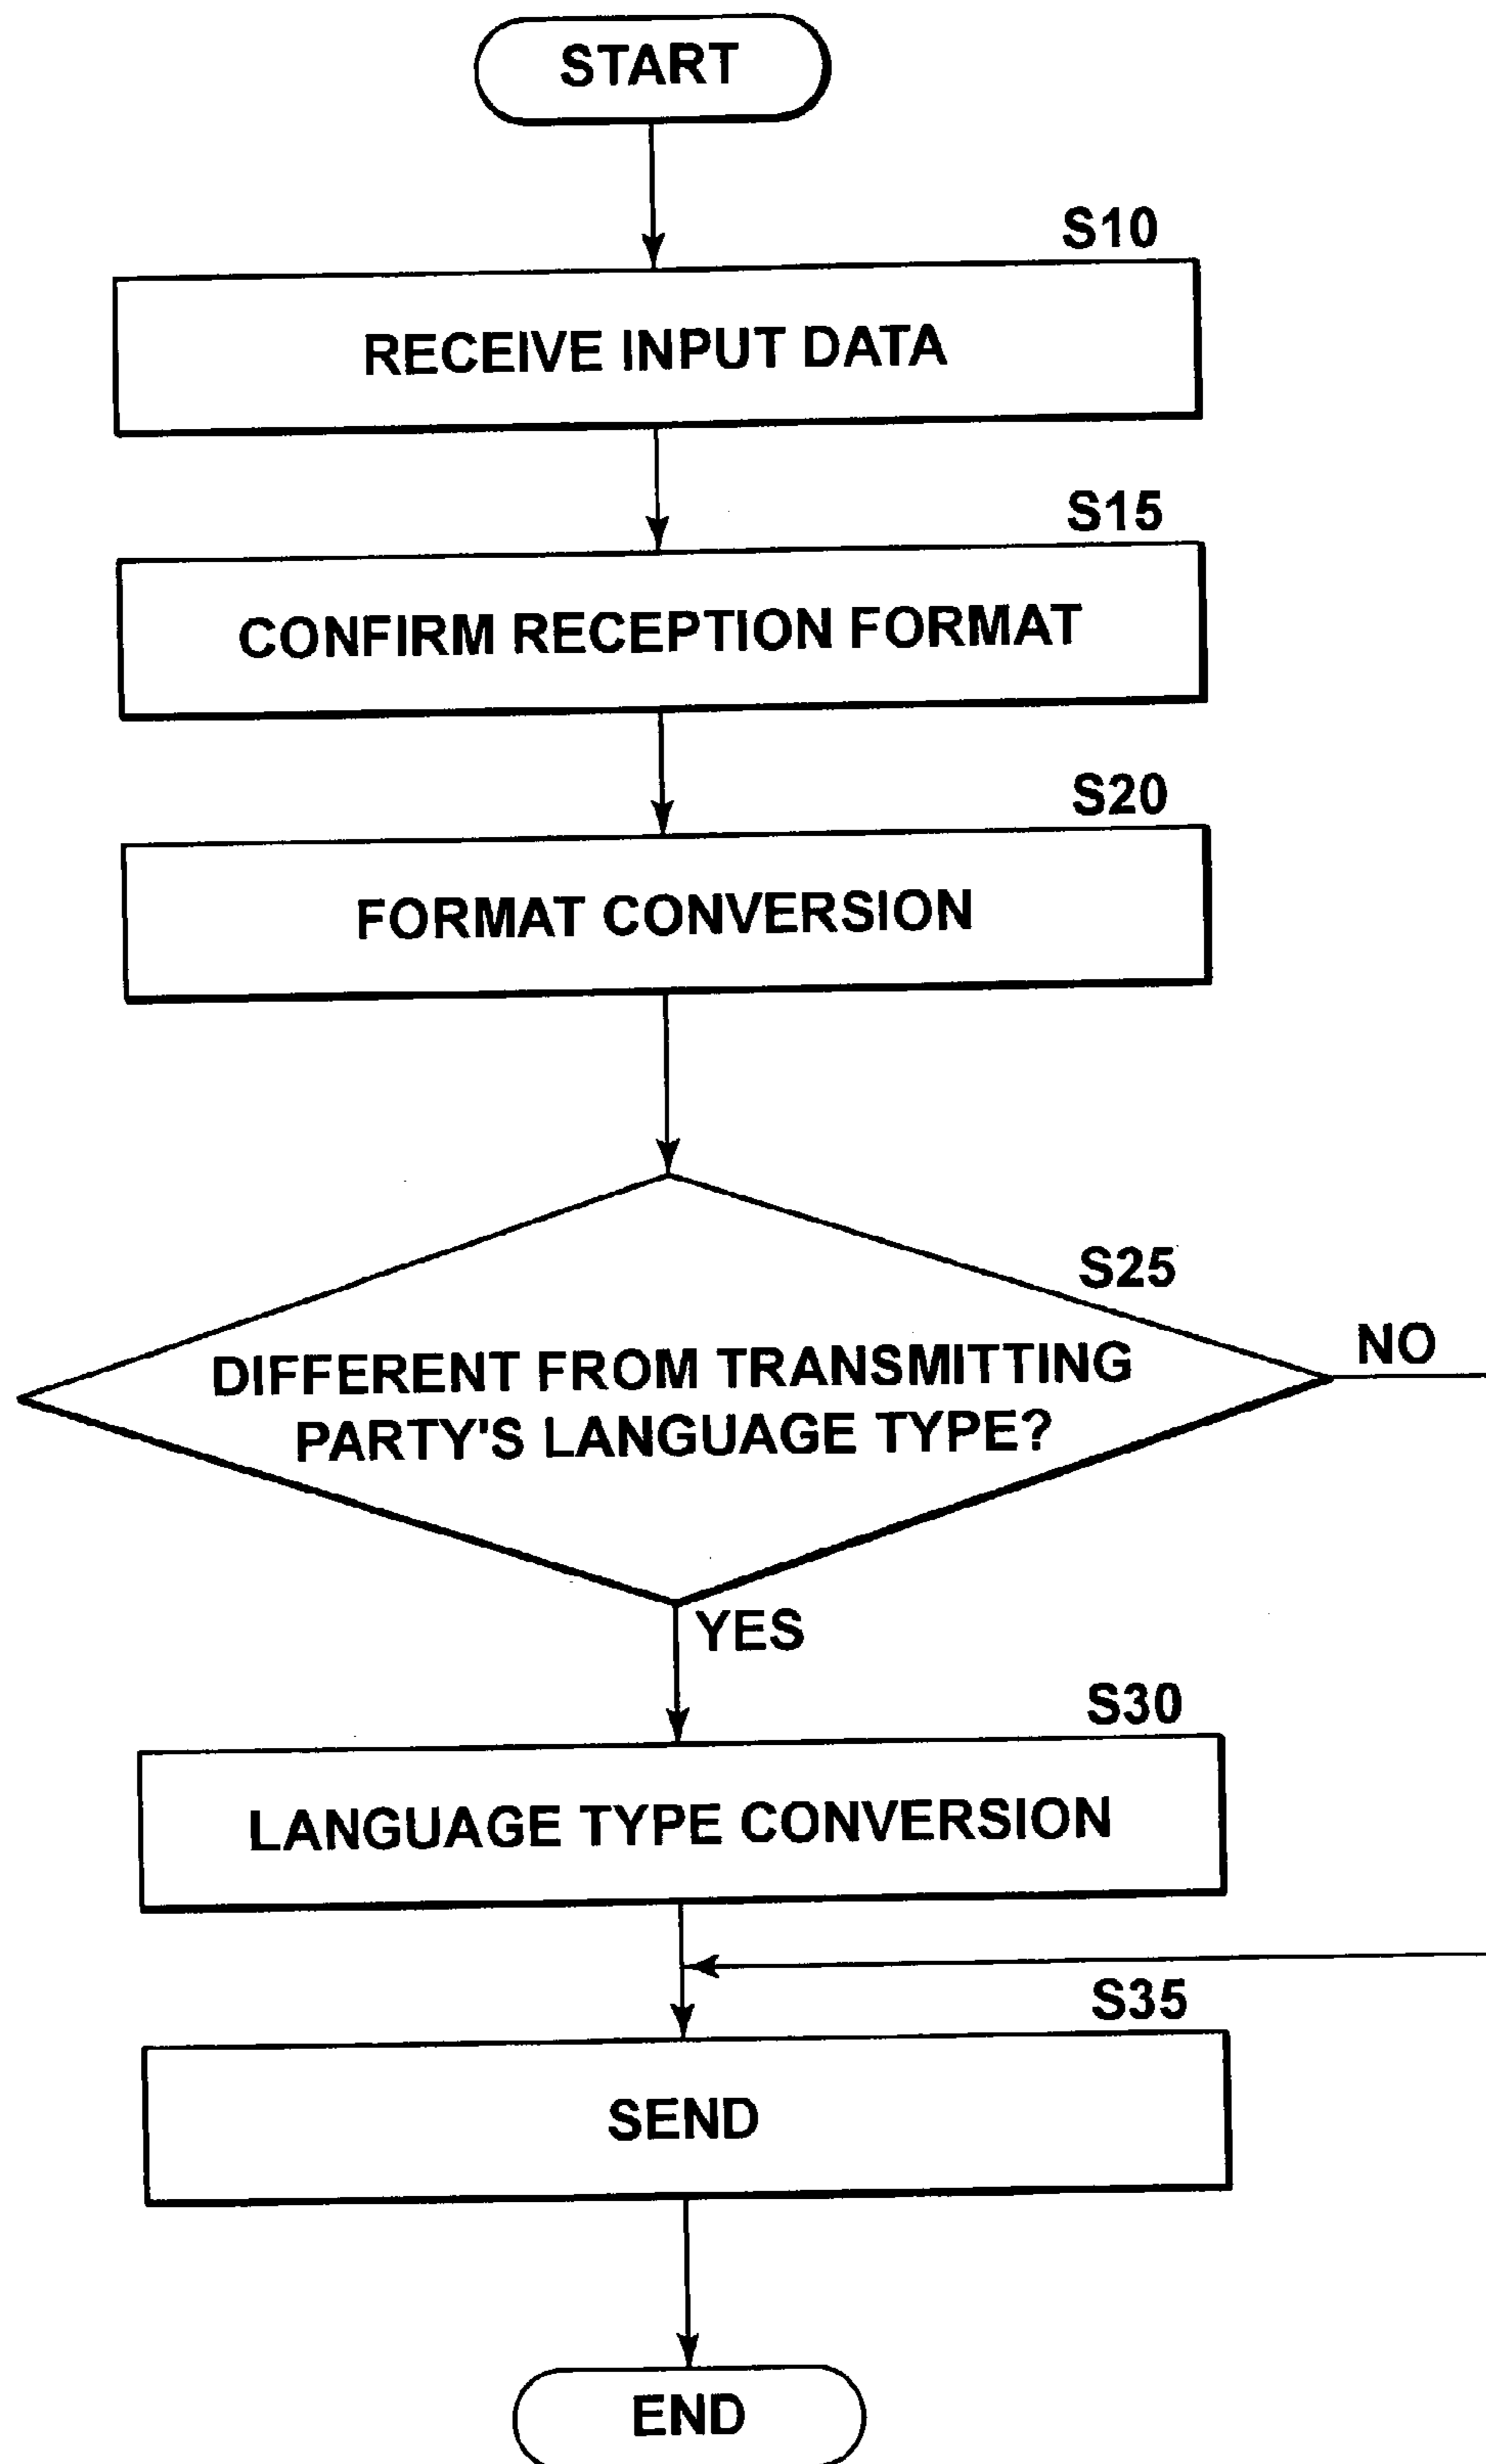 START
S10
RECEIVE INPUT DATA
S15
CONFIRM RECEPTION FORMAT
S20
FORMAT CONVERSION
S25
DIFFERENT FROM TRANSMITTING
PARTY'S LANGUAGE TYPE?
NO
YES
S30
LANGUAGE TYPE CONVERSION
S35
SEND
END